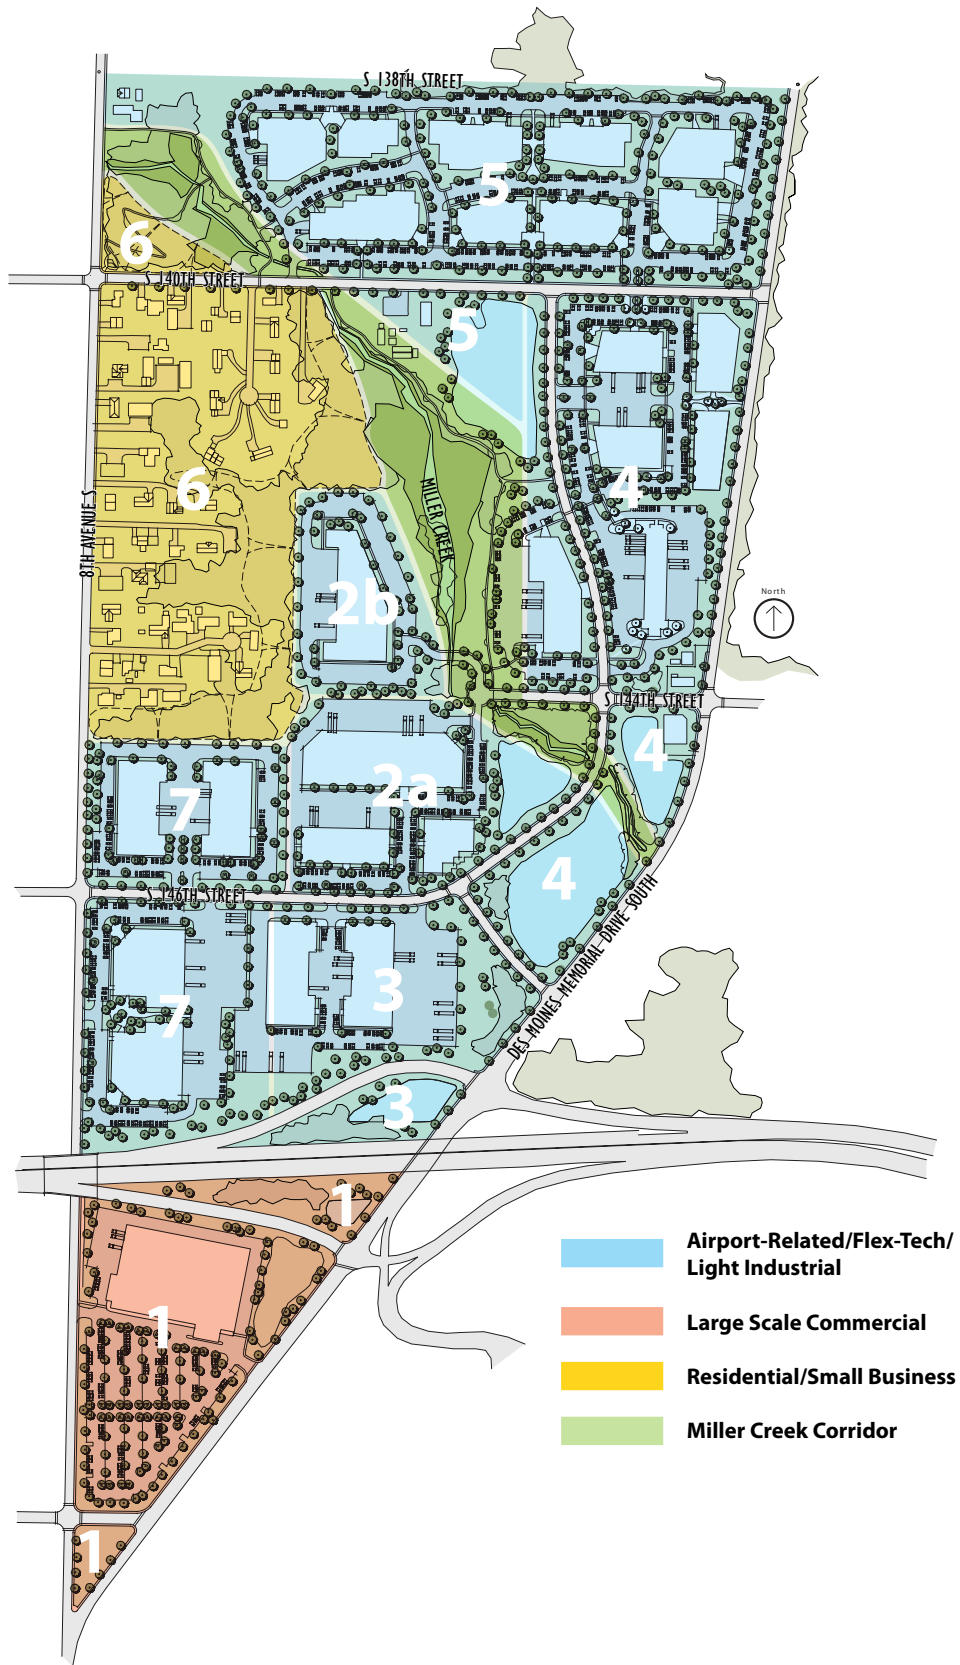 S 138TH STREET
5
6
S 140TH STREET
5
6
4
8TH AVENUE S
MILLER CREEK
2b
North
S 144TH STREET
4
2a
7
4
S 146TH STREET
3
7
DES MOINES MEMORIAL DRIVE SOUTH
3
1
Airport-Related/Flex-Tech/
Light Industrial
1
Large Scale Commercial
Residential/Small Business
Miller Creek Corridor
1